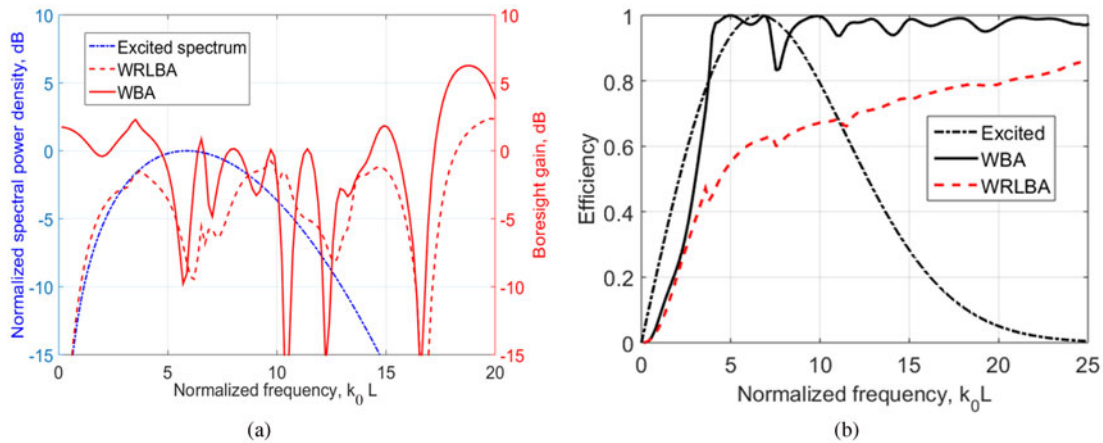 10
5
0
-5
-10
-15
Normalized spectral power density, dB
Excited spectrum
WRLBA
WBA
10
5
0
-5
-10
-15
Boresight gain, dB
0
5
10
15
20
Normalized frequency, k0 L
(a)
1
0.8
0.6
0.4
0.2
0
Efficiency
Excited
WBA
WRLBA
0
5
10
15
20
25
Normalized frequency, k0L
(b)